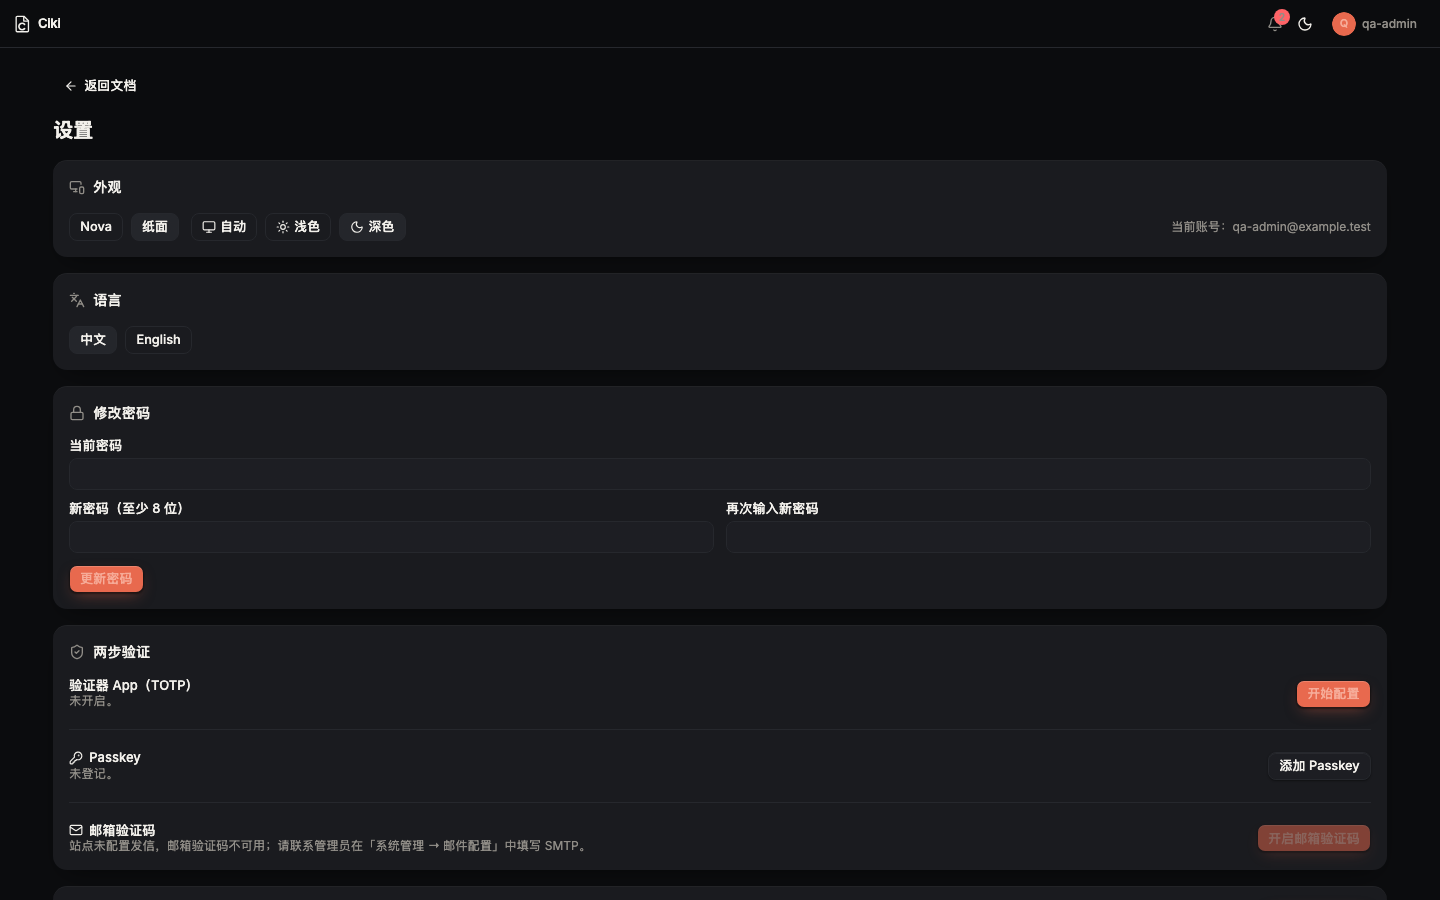 Ciki
Q qa-admin
返回文档
设置
外观
Nova 纸面 自动 浅色 深色 当前账号：qa-admin@example.test
语言
中文 English
修改密码
当前密码
新密码（至少 8 位） 再次输入新密码
更新密码
两步验证
验证器 App（TOTP）
未开启。
开始配置
Passkey
未登记。
添加 Passkey
邮箱验证码
站点未配置发信，邮箱验证码不可用；请联系管理员在「系统管理 → 邮件配置」中填写 SMTP。
开启邮箱验证码